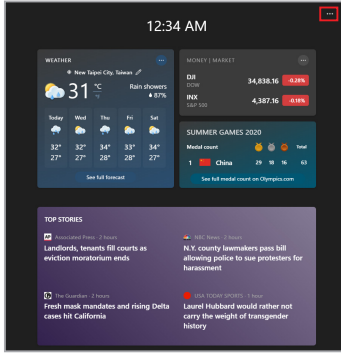 12:34 AM
WEATHER
New Taipei City, Taiwan
31 °C
Rain showers
87%
Today Wed Thu Fri Sat
32° 32° 34° 33° 34°
27° 27° 28° 28° 27°
See full forecast
MONEY | MARKET
DJI
DOW
34,838.16
-0.28%
INX
S&P 500
4,387.16
-0.18%
SUMMER GAMES 2020
Medal count Total
1 China 29 18 16 63
See full medal count on Olympics.com
TOP STORIES
AP Associated Press · 2 hours
Landlords, tenants fill courts as
eviction moratorium ends
NBC News · 2 hours
N.Y. county lawmakers pass bill
allowing police to sue protesters for
harassment
The Guardian · 2 hours
Fresh mask mandates and rising Delta
cases hit California
USA TODAY SPORTS · 1 hour
Laurel Hubbard would rather not
carry the weight of transgender
history